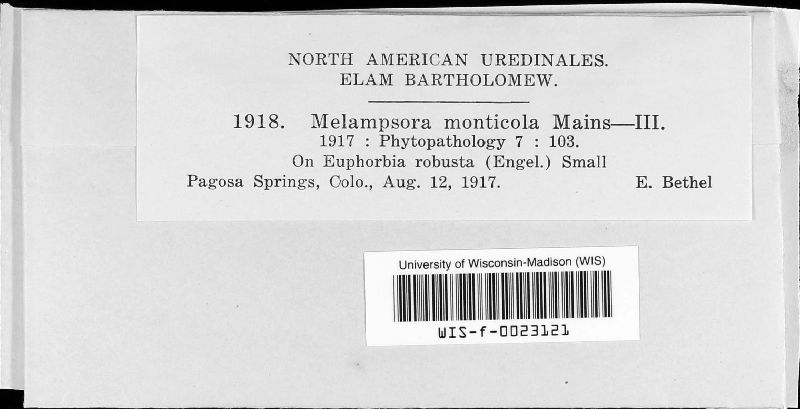 NORTH AMERICAN UREDINALES.
ELAM BARTHOLOMEW.
1918. Melampsora monticola Mains—III.
1917 : Phytopathology 7 : 103.
On Euphorbia robusta (Engel.) Small
Pagosa Springs, Colo., Aug. 12, 1917. E. Bethel
University of Wisconsin-Madison (WIS)
WIS-f-0023121